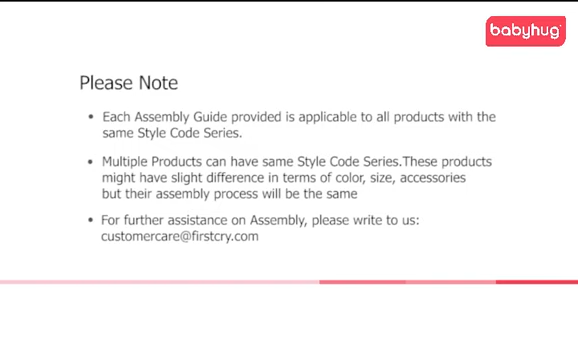 babyhug
Please Note
• Each Assembly Guide provided is applicable to all products with the
same Style Code Series.
• Multiple Products can have same Style Code Series.These products
might have slight difference in terms of color, size, accessories
but their assembly process will be the same
• For further assistance on Assembly, please write to us:
customercare@firstcry.com